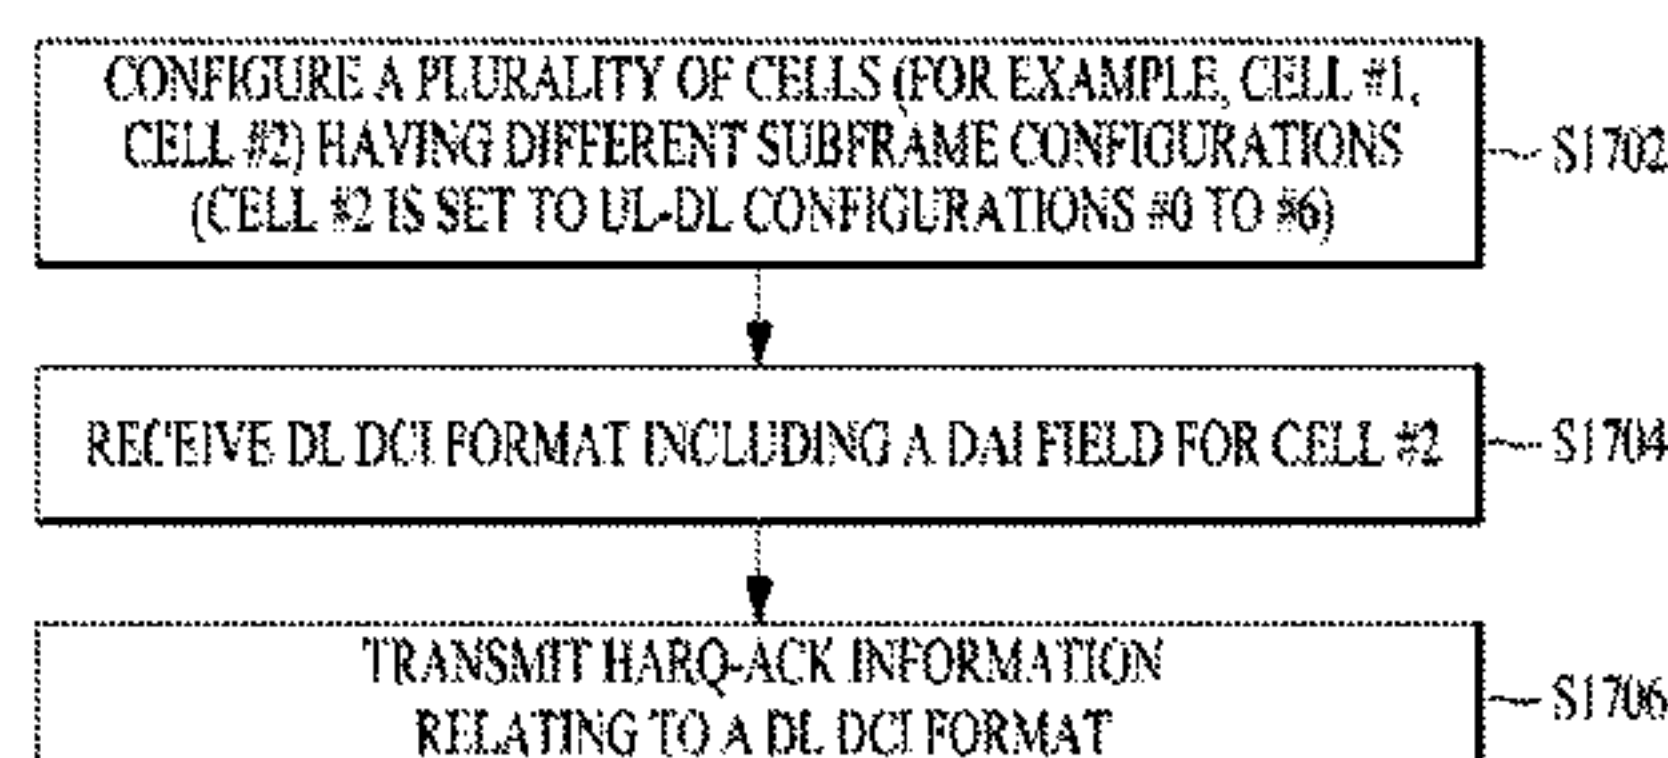 CONFIGURE A PLURALITY OF CELLS (FOR EXAMPLE, CELL #1,
CELL #2) HAVING DIFFERENT SUBFRAME CONFIGURATIONS
(CELL #2 IS SET TO UL-DL CONFIGURATIONS #0 TO #6)
S1702
RECEIVE DL DCI FORMAT INCLUDING A DAI FIELD FOR CELL #2
S1704
TRANSMIT HARQ-ACK INFORMATION
RELATING TO A DL DCI FORMAT
S1706